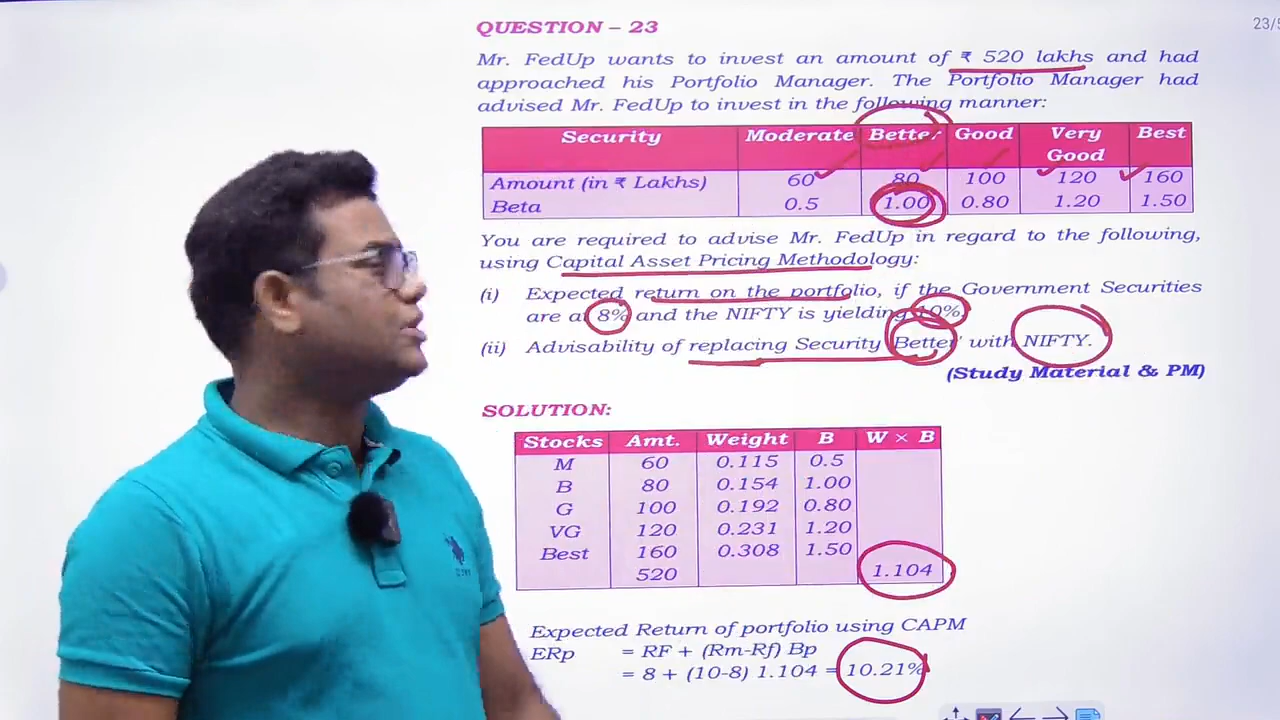 23/5
QUESTION – 23
Mr. FedUp wants to invest an amount of ₹ 520 lakhs and had
approached his Portfolio Manager. The Portfolio Manager had
advised Mr. FedUp to invest in the following manner:
Security Moderate Better Good Very Good Best
Amount (in ₹ Lakhs) 60 80 100 120 160
Beta 0.5 1.00 0.80 1.20 1.50
You are required to advise Mr. FedUp in regard to the following,
using Capital Asset Pricing Methodology:
(i) Expected return on the portfolio, if the Government Securities
are at 8% and the NIFTY is yielding 10%.
(ii) Advisability of replacing Security 'Better' with NIFTY.
(Study Material & PM)
SOLUTION:
Stocks Amt. Weight B W × B
M 60 0.115 0.5
B 80 0.154 1.00
G 100 0.192 0.80
VG 120 0.231 1.20
Best 160 0.308 1.50
520 1.104
Expected Return of portfolio using CAPM
ERp = RF + (Rm-Rf) Bp
= 8 + (10-8) 1.104 = 10.21%